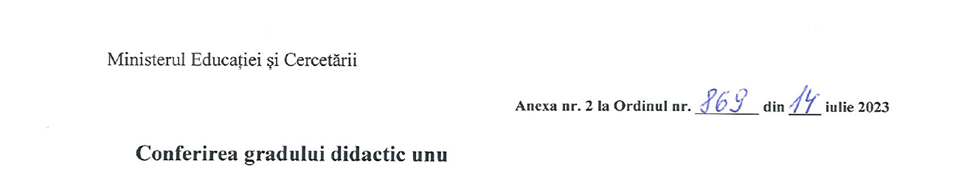 Ministerul Educației și Cercetării
Anexa nr. 2 la Ordinul nr. 869 din 14 iulie 2023
Conferirea gradului didactic unu